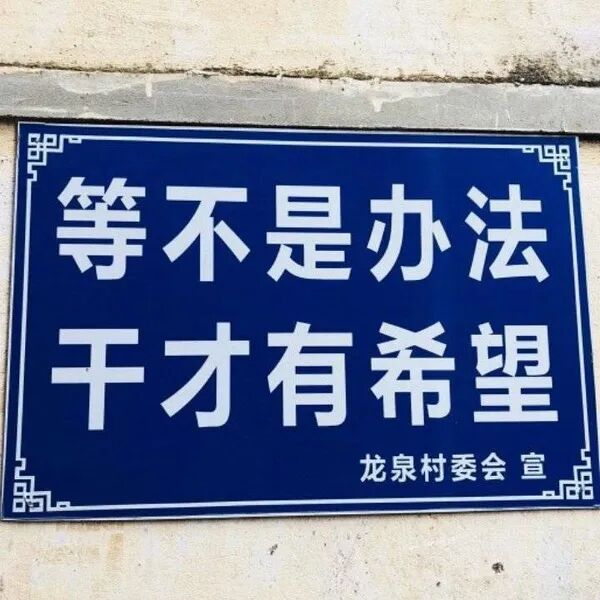 等不是办法
干才有希望
龙泉村委会 宣